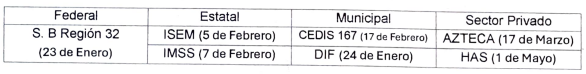 Federal Estatal Municipal Sector Privado
S. B Región 32 ISEM (5 de Febrero) CEDIS 167 (17 de Febrero) AZTECA (17 de Marzo)
(23 de Enero) IMSS (7 de Febrero) DIF (24 de Enero) HAS (1 de Mayo)